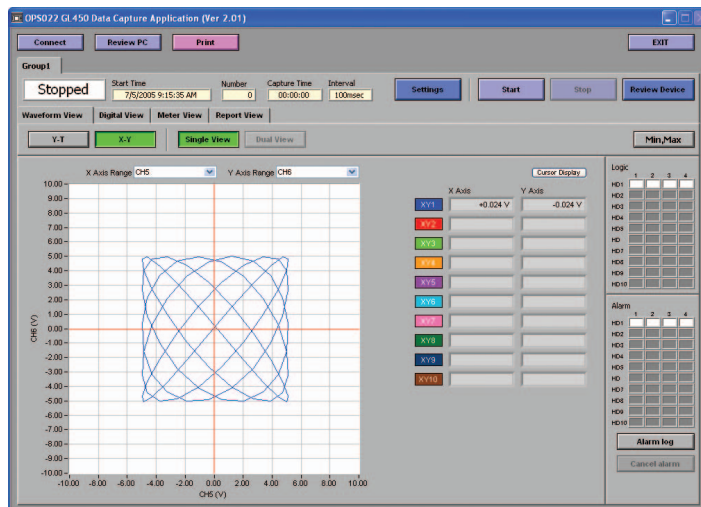 OPS022 GL450 Data Capture Application (Ver 2.01)
Connect Review PC Print EXIT
Group1
Stopped
Start Time Number Capture Time Interval
7/5/2005 9:15:35 AM 0 00:00:00 100msec
Settings Start Stop Review Device
Waveform View Digital View Meter View Report View
Y-T X-Y Single View Dual View Min,Max
X Axis Range CH5 Y Axis Range CH6 Cursor Display
X Axis Y Axis
XY1 +0.024 V -0.024 V
XY2
XY3
XY4
XY5
XY6
XY7
XY8
XY9
XY10
10.00
9.00
8.00
7.00
6.00
5.00
4.00
3.00
2.00
1.00
0.00
-1.00
-2.00
-3.00
-4.00
-5.00
-6.00
-7.00
-8.00
-9.00
-10.00
CH6 (V)
-10.00 -8.00 -6.00 -4.00 -2.00 0.00 2.00 4.00 6.00 8.00 10.00
CH5 (V)
Logic
1 2 3 4
HD1
HD2
HD3
HD4
HD5
HD
HD7
HD8
HD9
HD10
Alarm
1 2 3 4
HD1
HD2
HD3
HD4
HD5
HD
HD7
HD8
HD9
HD10
Alarm log
Cancel alarm